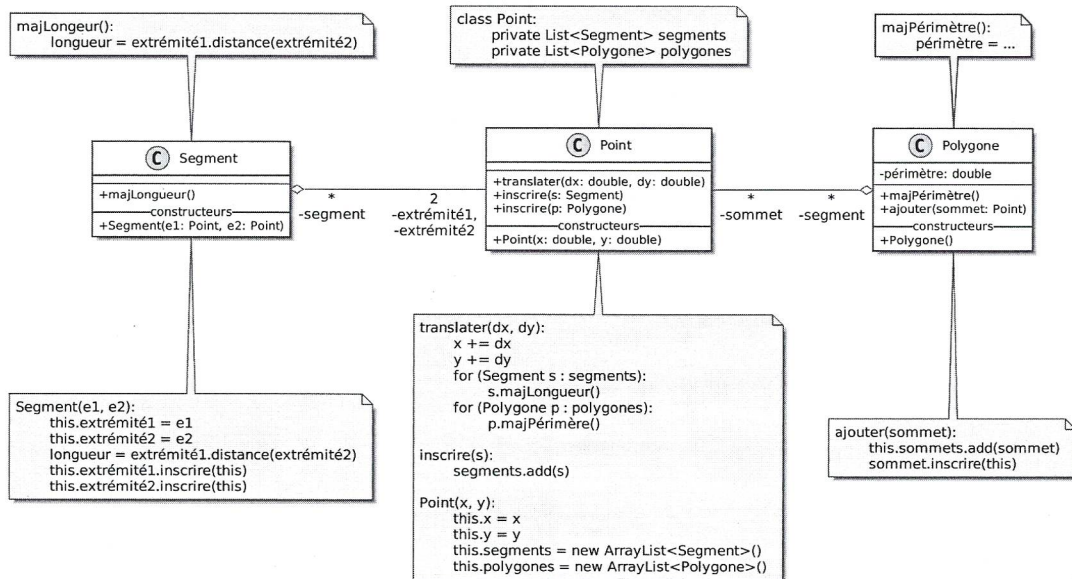 majLongeur():
longueur = extrémité1.distance(extrémité2)
class Point:
private List<Segment> segments
private List<Polygone> polygones
majPérimètre():
périmètre = ...
C Segment
+majLongueur()
constructeurs
+Segment(e1: Point, e2: Point)
*
-segment
2
-extrémité1,
-extrémité2
C Point
+translater(dx: double, dy: double)
+inscrire(s: Segment)
+inscrire(p: Polygone)
constructeurs
+Point(x: double, y: double)
*
-sommet
*
-segment
C Polygone
-périmètre: double
+majPérimètre()
+ajouter(sommet: Point)
constructeurs
+Polygone()
Segment(e1, e2):
this.extrémité1 = e1
this.extrémité2 = e2
longueur = extrémité1.distance(extrémité2)
this.extrémité1.inscrire(this)
this.extrémité2.inscrire(this)
translater(dx, dy):
x += dx
y += dy
for (Segment s : segments):
s.majLongueur()
for (Polygone p : polygones):
p.majPérimère()
inscrire(s):
segments.add(s)
Point(x, y):
this.x = x
this.y = y
this.segments = new ArrayList<Segment>()
this.polygones = new ArrayList<Polygone>()
ajouter(sommet):
this.sommets.add(sommet)
sommet.inscrire(this)